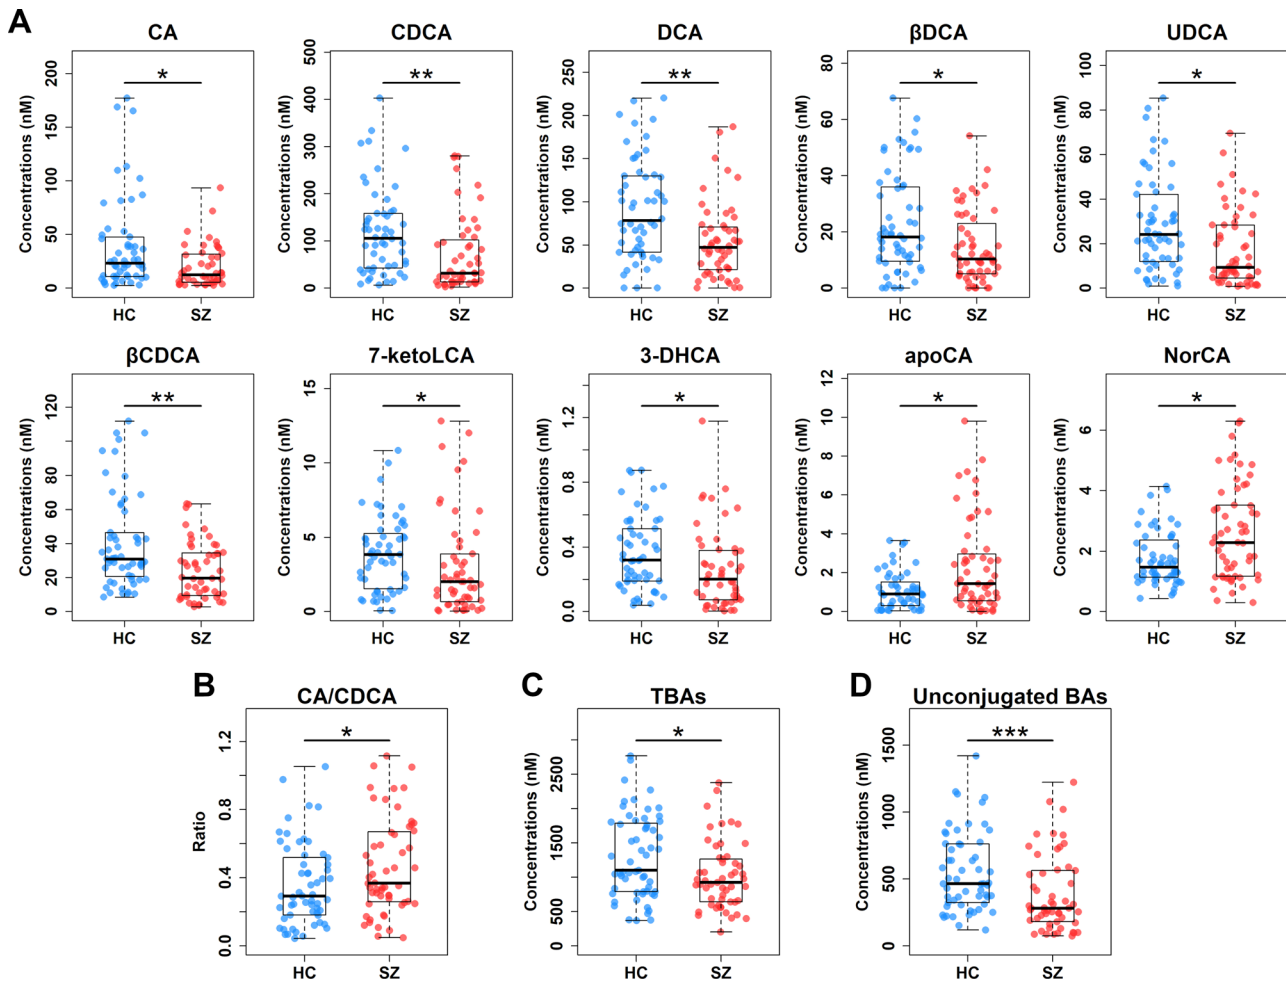 A
CA
Concentrations (nM)
200
150
100
50
0
*
HC SZ
CDCA
Concentrations (nM)
500
400
300
200
100
0
**
HC SZ
DCA
Concentrations (nM)
250
200
150
100
50
0
**
HC SZ
βDCA
Concentrations (nM)
80
60
40
20
0
*
HC SZ
UDCA
Concentrations (nM)
100
80
60
40
20
0
*
HC SZ
βCDCA
Concentrations (nM)
120
100
80
60
40
20
0
**
HC SZ
7-ketoLCA
Concentrations (nM)
15
10
5
0
*
HC SZ
3-DHCA
Concentrations (nM)
1.2
0.8
0.4
0.0
*
HC SZ
apoCA
Concentrations (nM)
12
10
8
6
4
2
0
*
HC SZ
NorCA
Concentrations (nM)
6
4
2
0
*
HC SZ
B
CA/CDCA
Ratio
1.2
0.8
0.4
0.0
*
HC SZ
C
TBAs
Concentrations (nM)
2500
1500
500
0
*
HC SZ
D
Unconjugated BAs
Concentrations (nM)
1500
1000
500
0
***
HC SZ